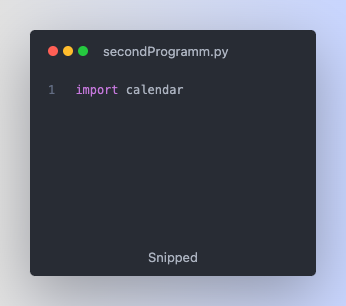 secondProgramm.py
1 import calendar
Snipped